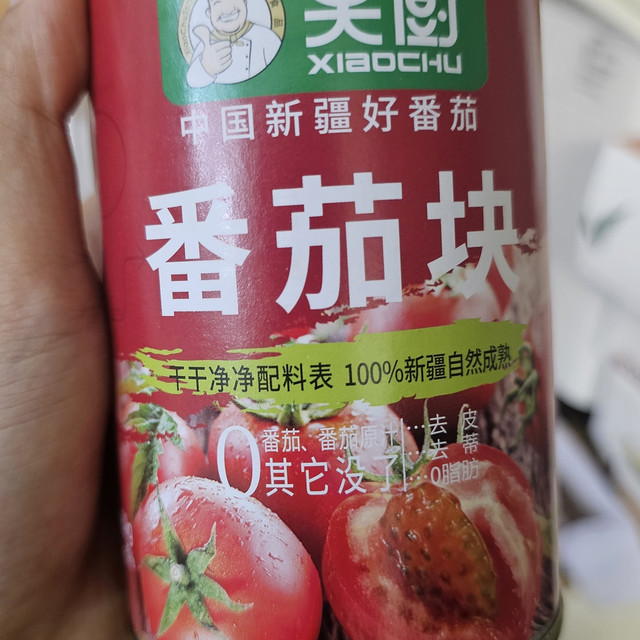 笑厨
XIAOCHU
中国新疆好番茄
番茄块
干干净净配料表 100%新疆自然成熟
0 番茄、番茄原汁
其它没了
...去皮
...去蒂
0脂肪